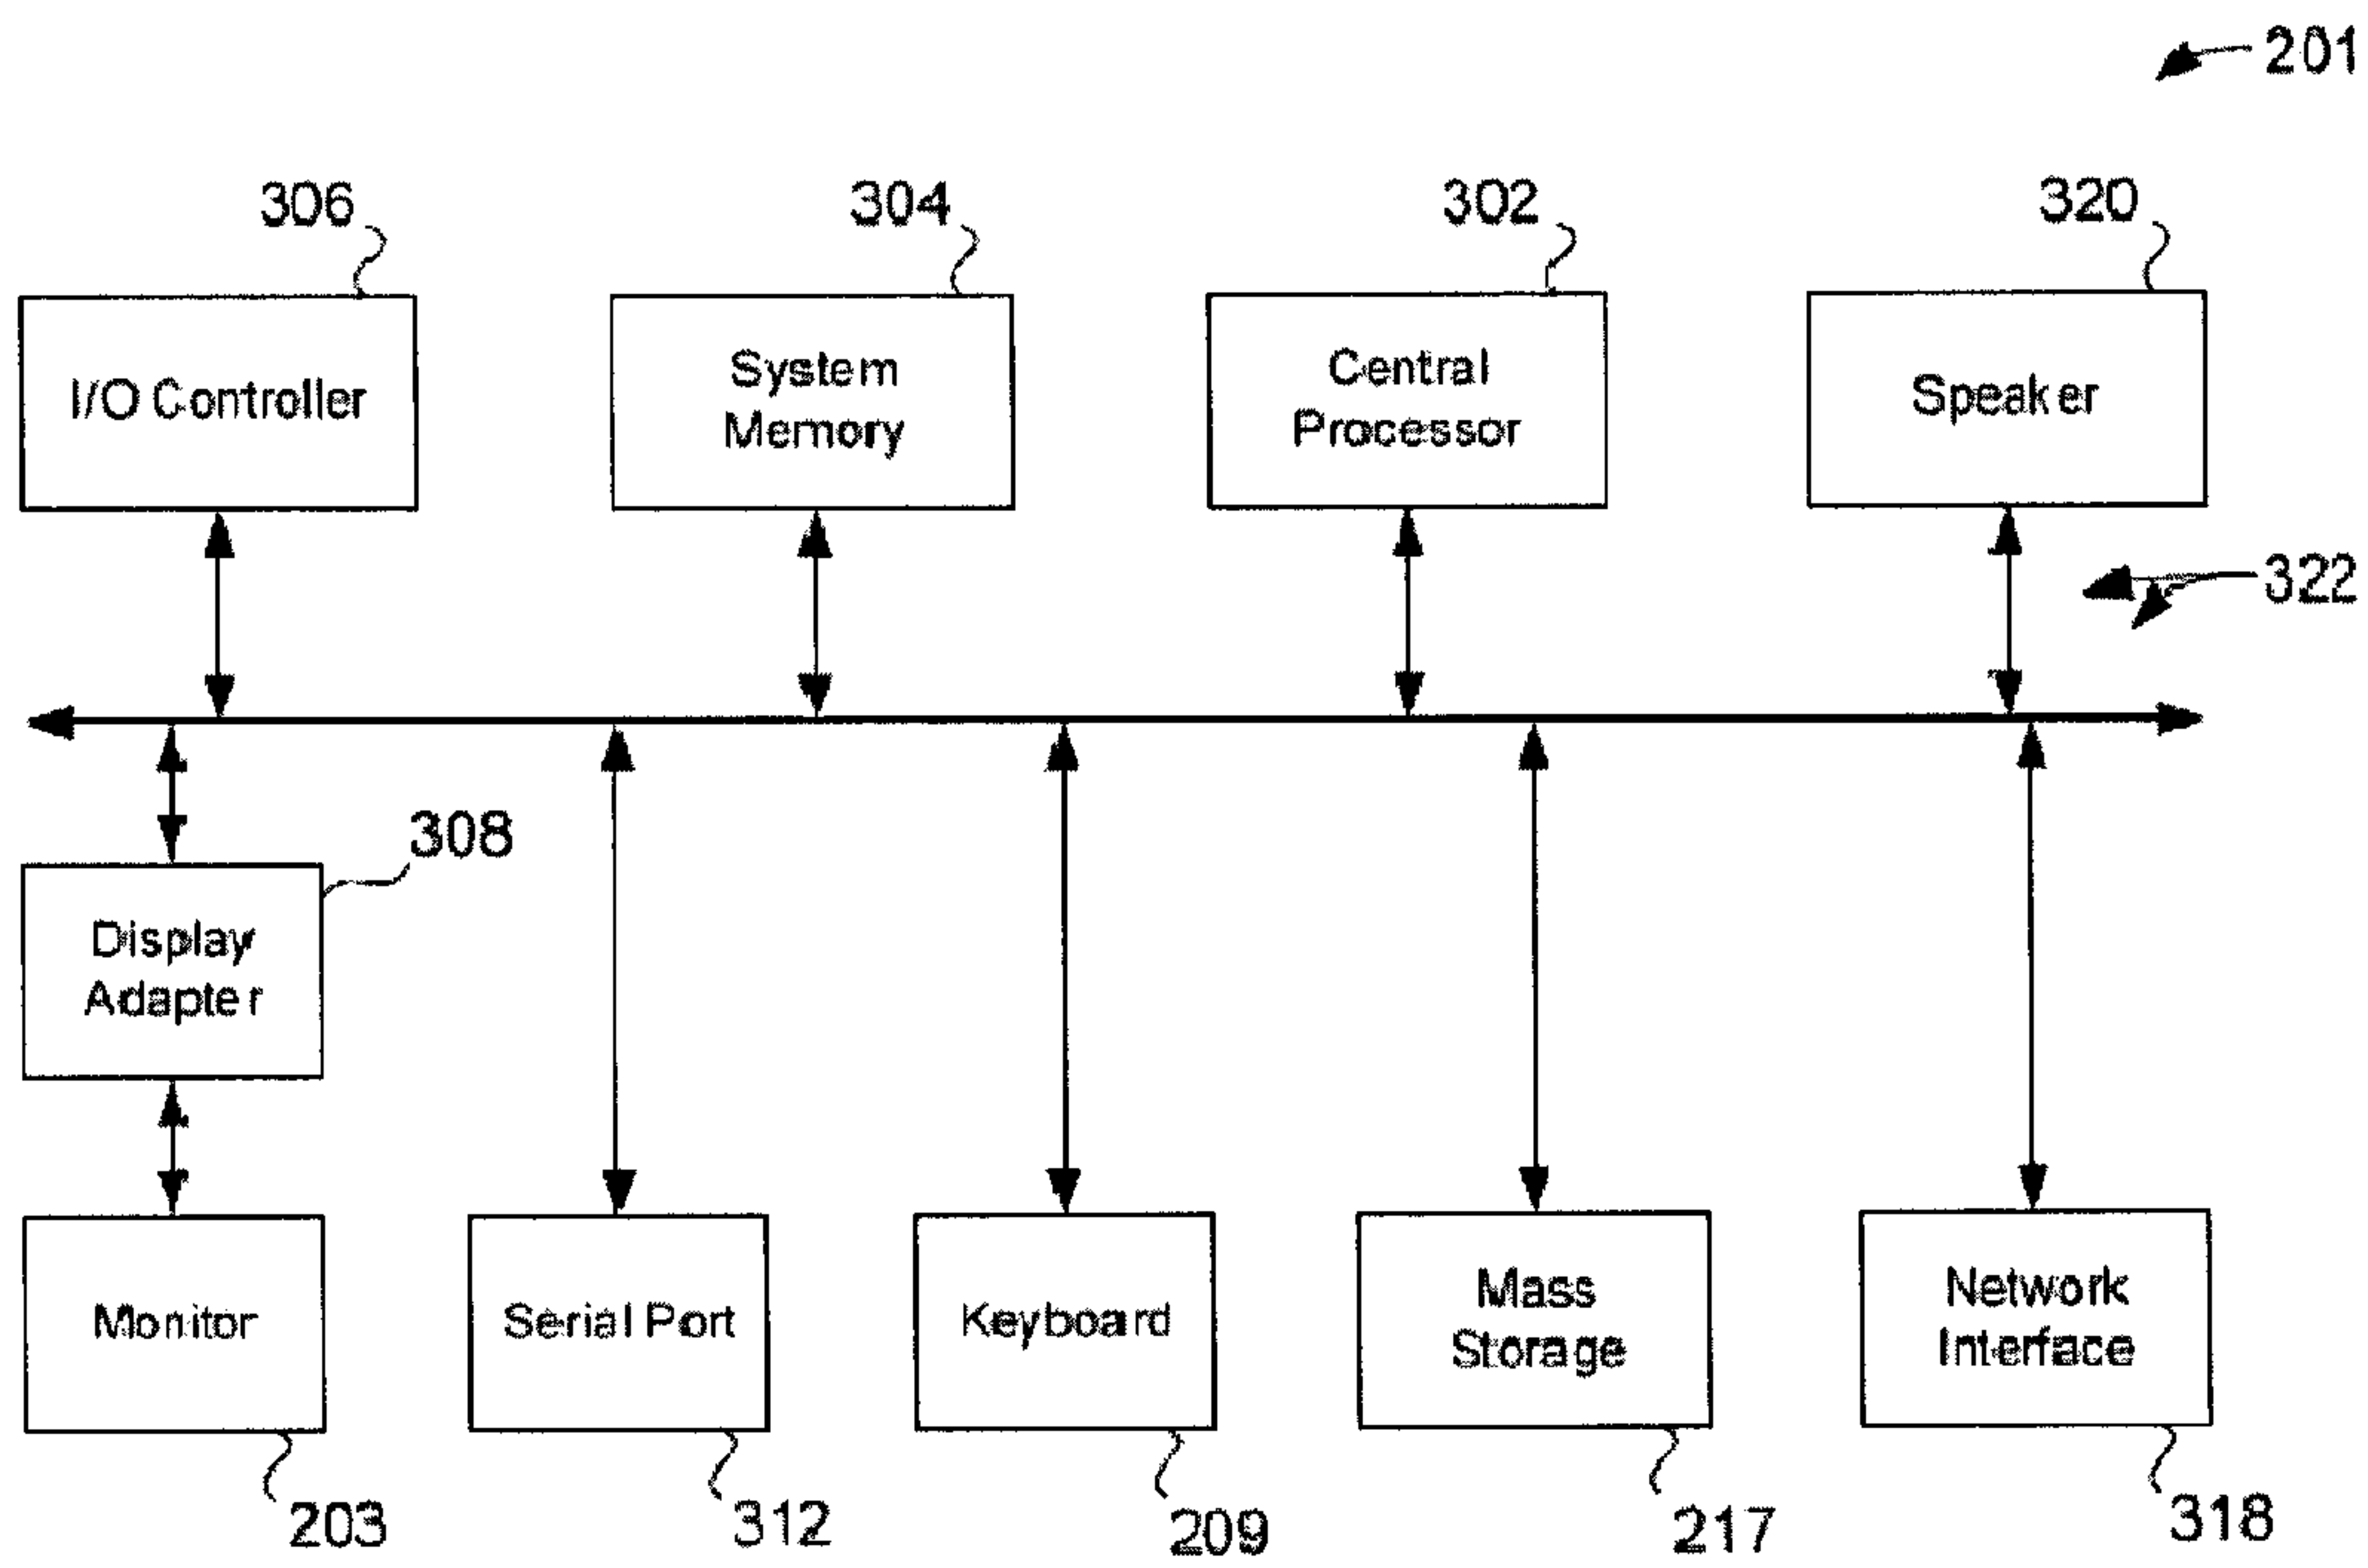 201
306
304
302
320
I/O Controller
System
Memory
Central
Processor
Speaker
322
308
Display
Adapter
Monitor
Serial Port
Keyboard
Mass
Storage
Network
Interface
203
312
209
217
318